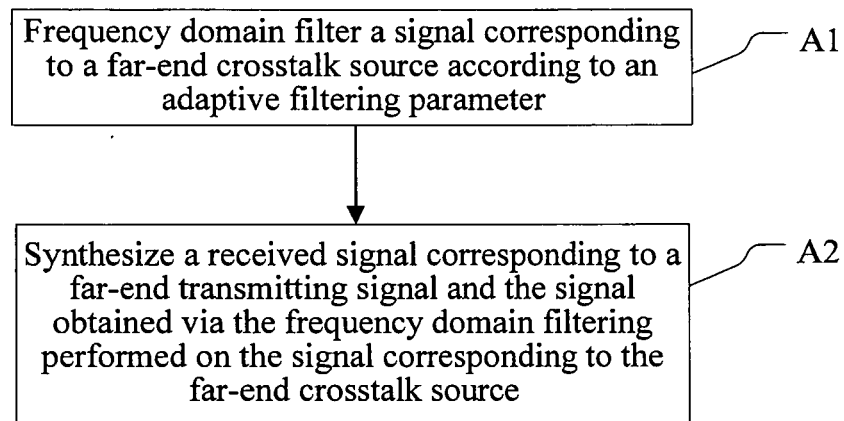 Frequency domain filter a signal corresponding
to a far-end crosstalk source according to an
adaptive filtering parameter
A1
Synthesize a received signal corresponding to a
far-end transmitting signal and the signal
obtained via the frequency domain filtering
performed on the signal corresponding to the
far-end crosstalk source
A2